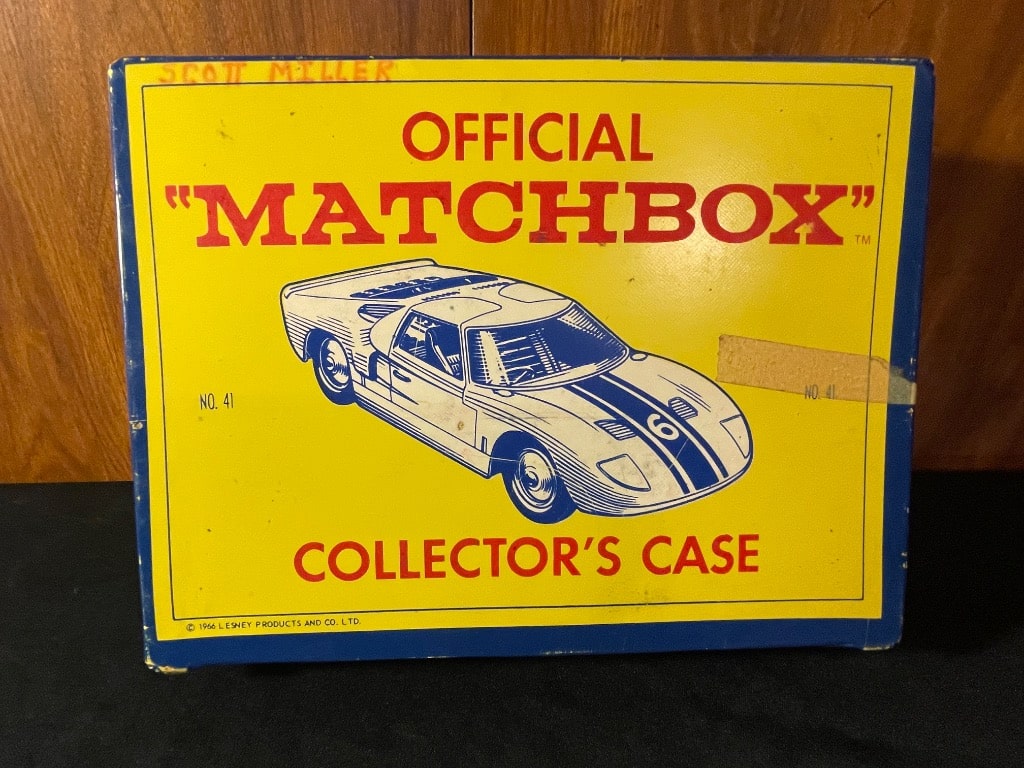 SCOTT MILLER
OFFICIAL
"MATCHBOX"
TM
NO. 41
NO. 41
6
COLLECTOR'S CASE
© 1966 LESNEY PRODUCTS AND CO. LTD.